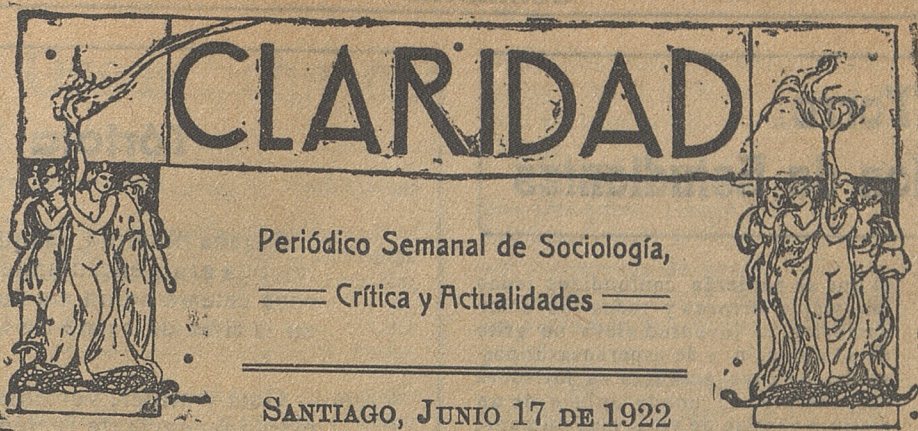 CLARIDAD
Periódico Semanal de Sociología,
Crítica y Actualidades
SANTIAGO, JUNIO 17 DE 1922